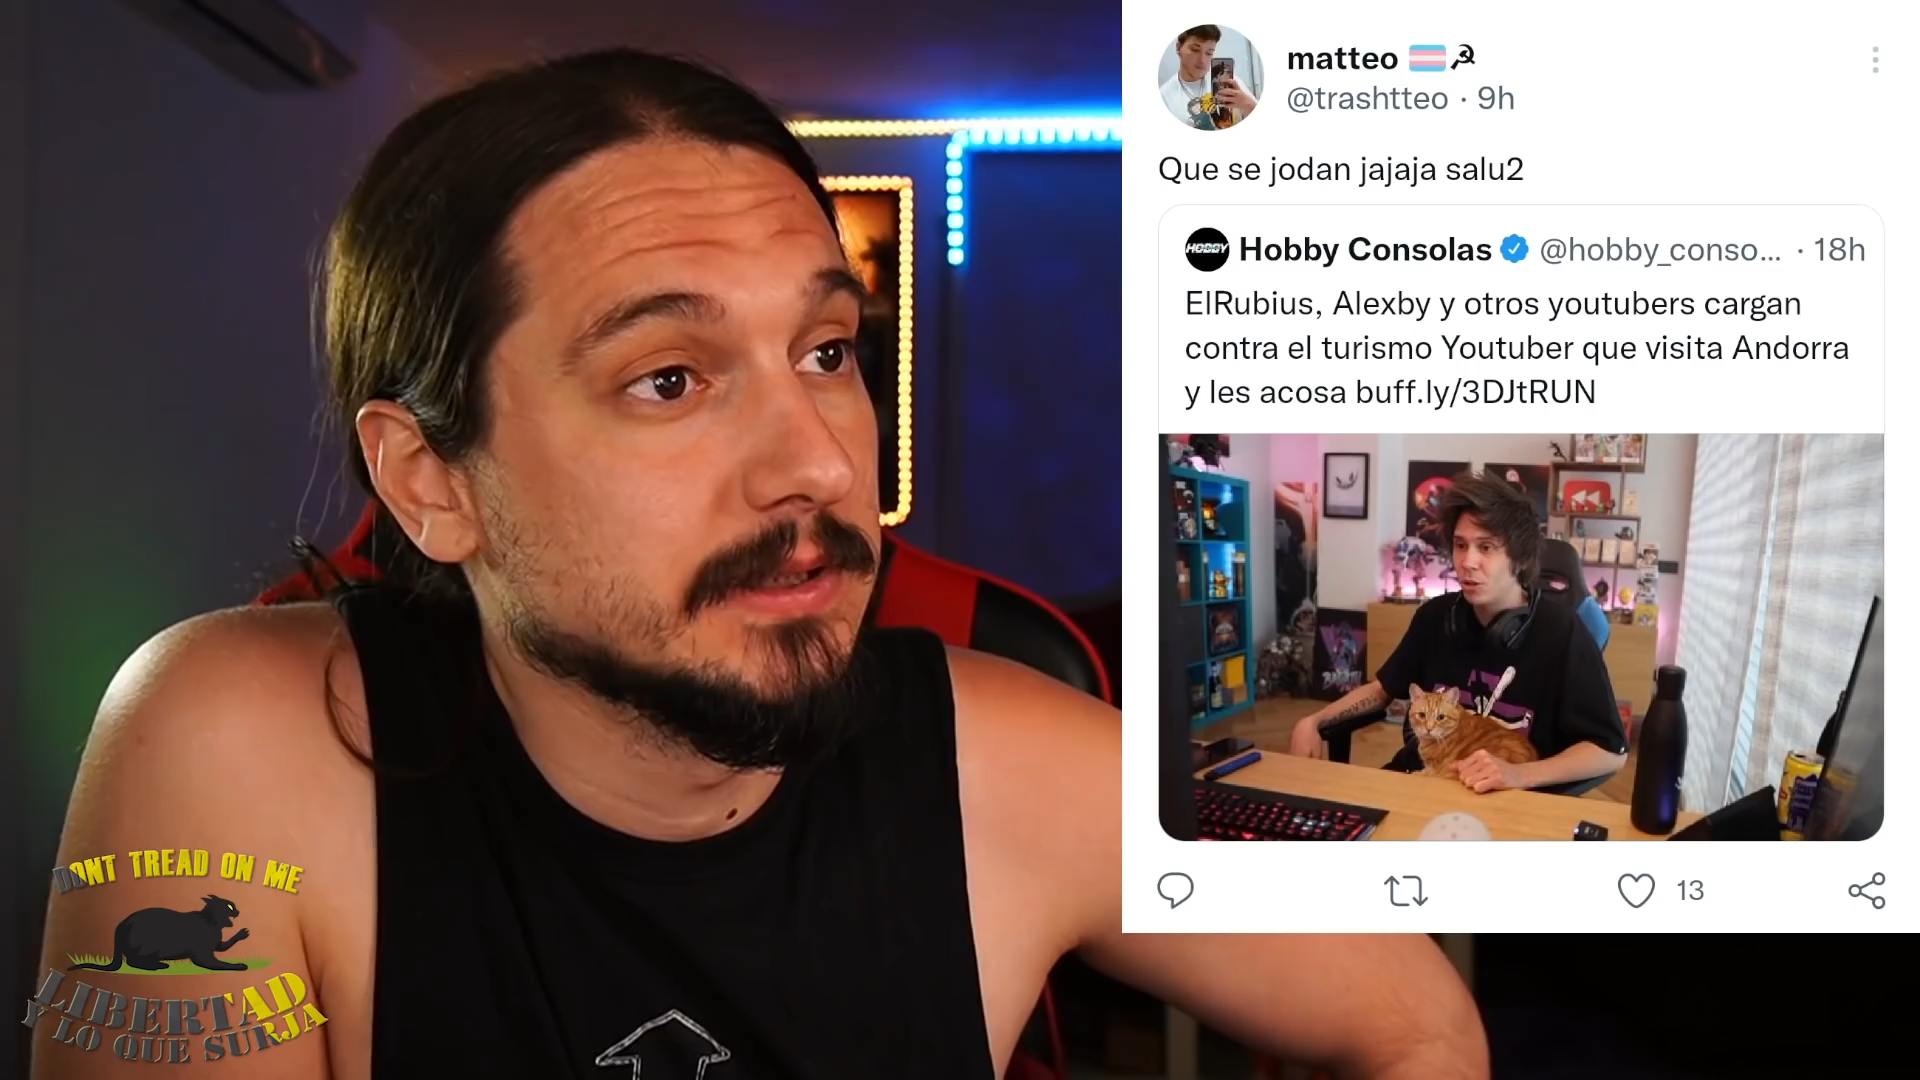 matteo
@trashtteo · 9h
Que se jodan jajaja salu2
HOBBY
Hobby Consolas @hobby_conso... · 18h
ElRubius, Alexby y otros youtubers cargan
contra el turismo Youtuber que visita Andorra
y les acosa buff.ly/3DJtRUN
13
DONT TREAD ON ME
LIBERTAD
Y LO QUE SURJA